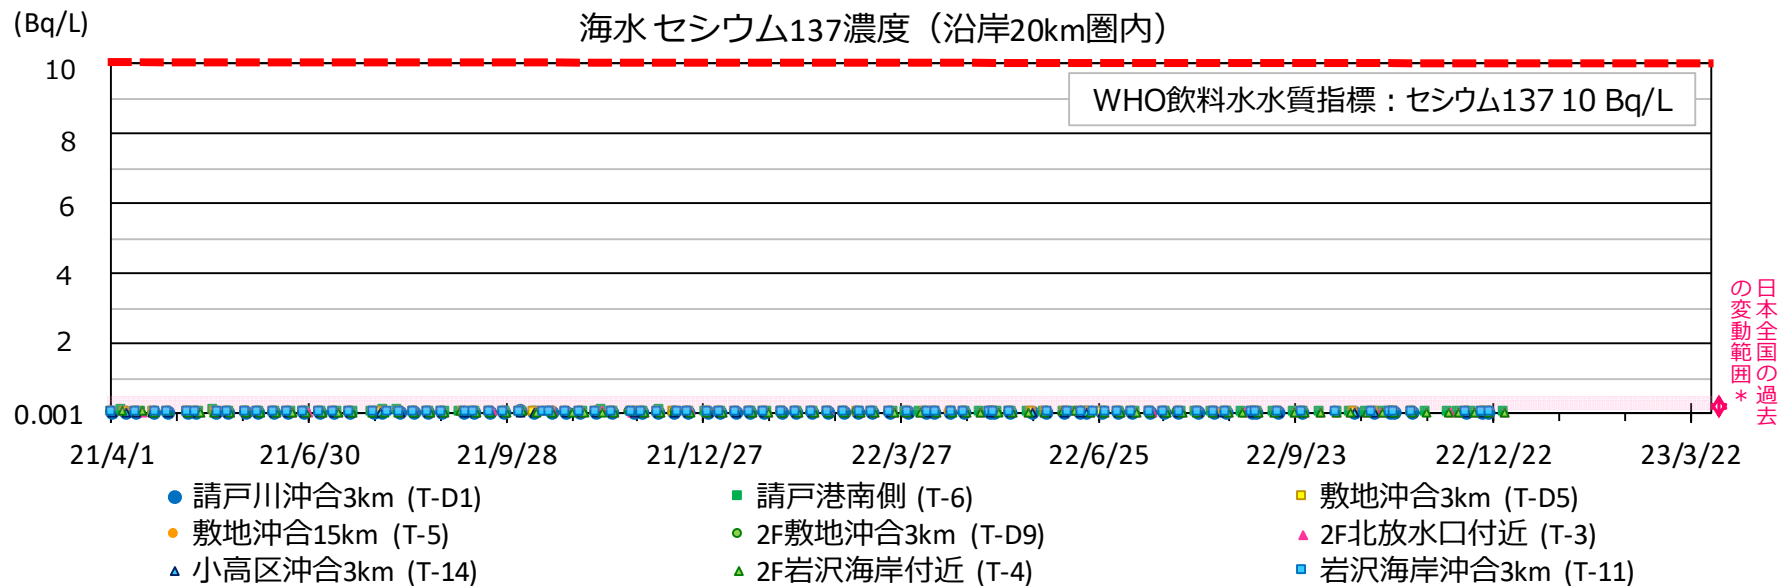 (Bq/L)
海水 セシウム137濃度（沿岸20km圏内）
10
WHO飲料水水質指標：セシウム137 10 Bq/L
8
6
4
2
0.001
日本全国の過去
の変動範囲＊
21/4/1 21/6/30 21/9/28 21/12/27 22/3/27 22/6/25 22/9/23 22/12/22 23/3/22
請戸川沖合3km (T-D1) 請戸港南側 (T-6) 敷地沖合3km (T-D5)
敷地沖合15km (T-5) 2F敷地沖合3km (T-D9) 2F北放水口付近 (T-3)
小高区沖合3km (T-14) 2F岩沢海岸付近 (T-4) 岩沢海岸沖合3km (T-11)